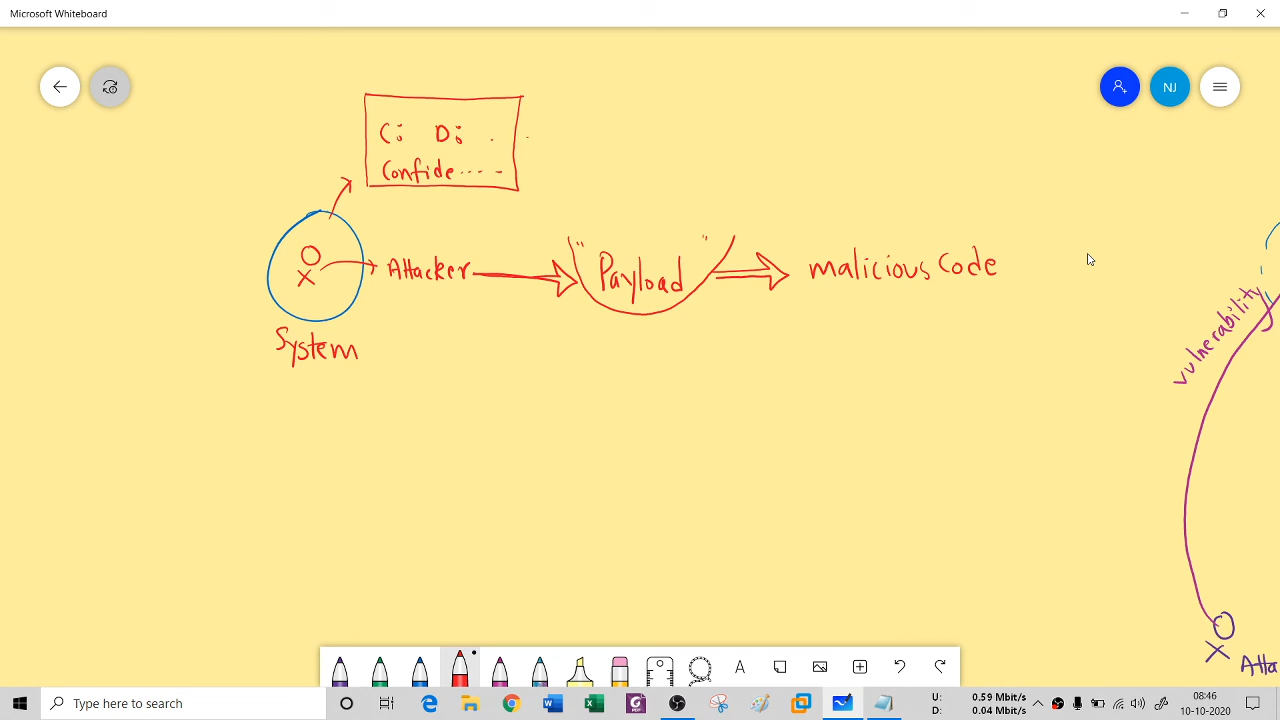 Microsoft Whiteboard
NJ
C: D: . .
Confide.....
Attacker
"Payload"
malicious Code
System
vulnerability
Atta
A
Type here to search
U: 0.59 Mbit/s
D: 0.04 Mbit/s
08:46
10-10-2020